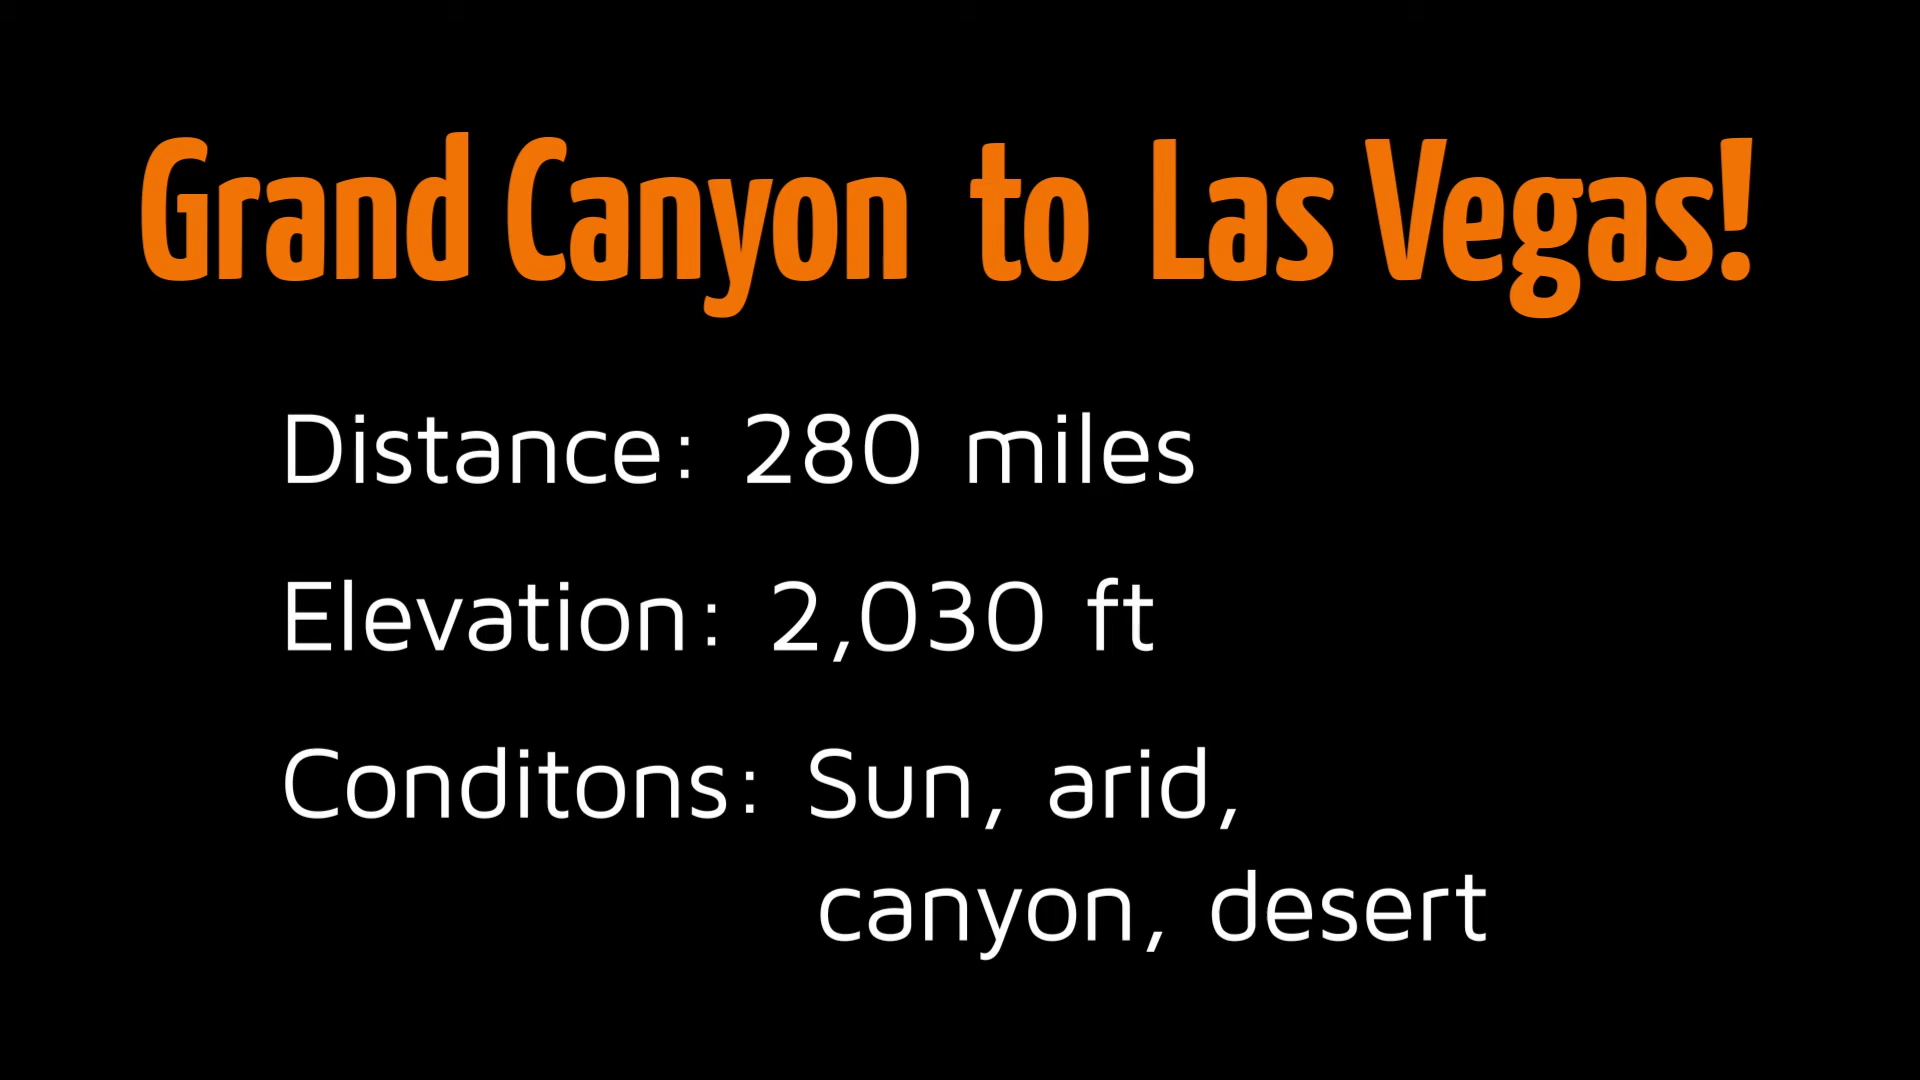 Grand Canyon to Las Vegas!
Distance: 280 miles
Elevation: 2,030 ft
Conditons: Sun, arid,
canyon, desert